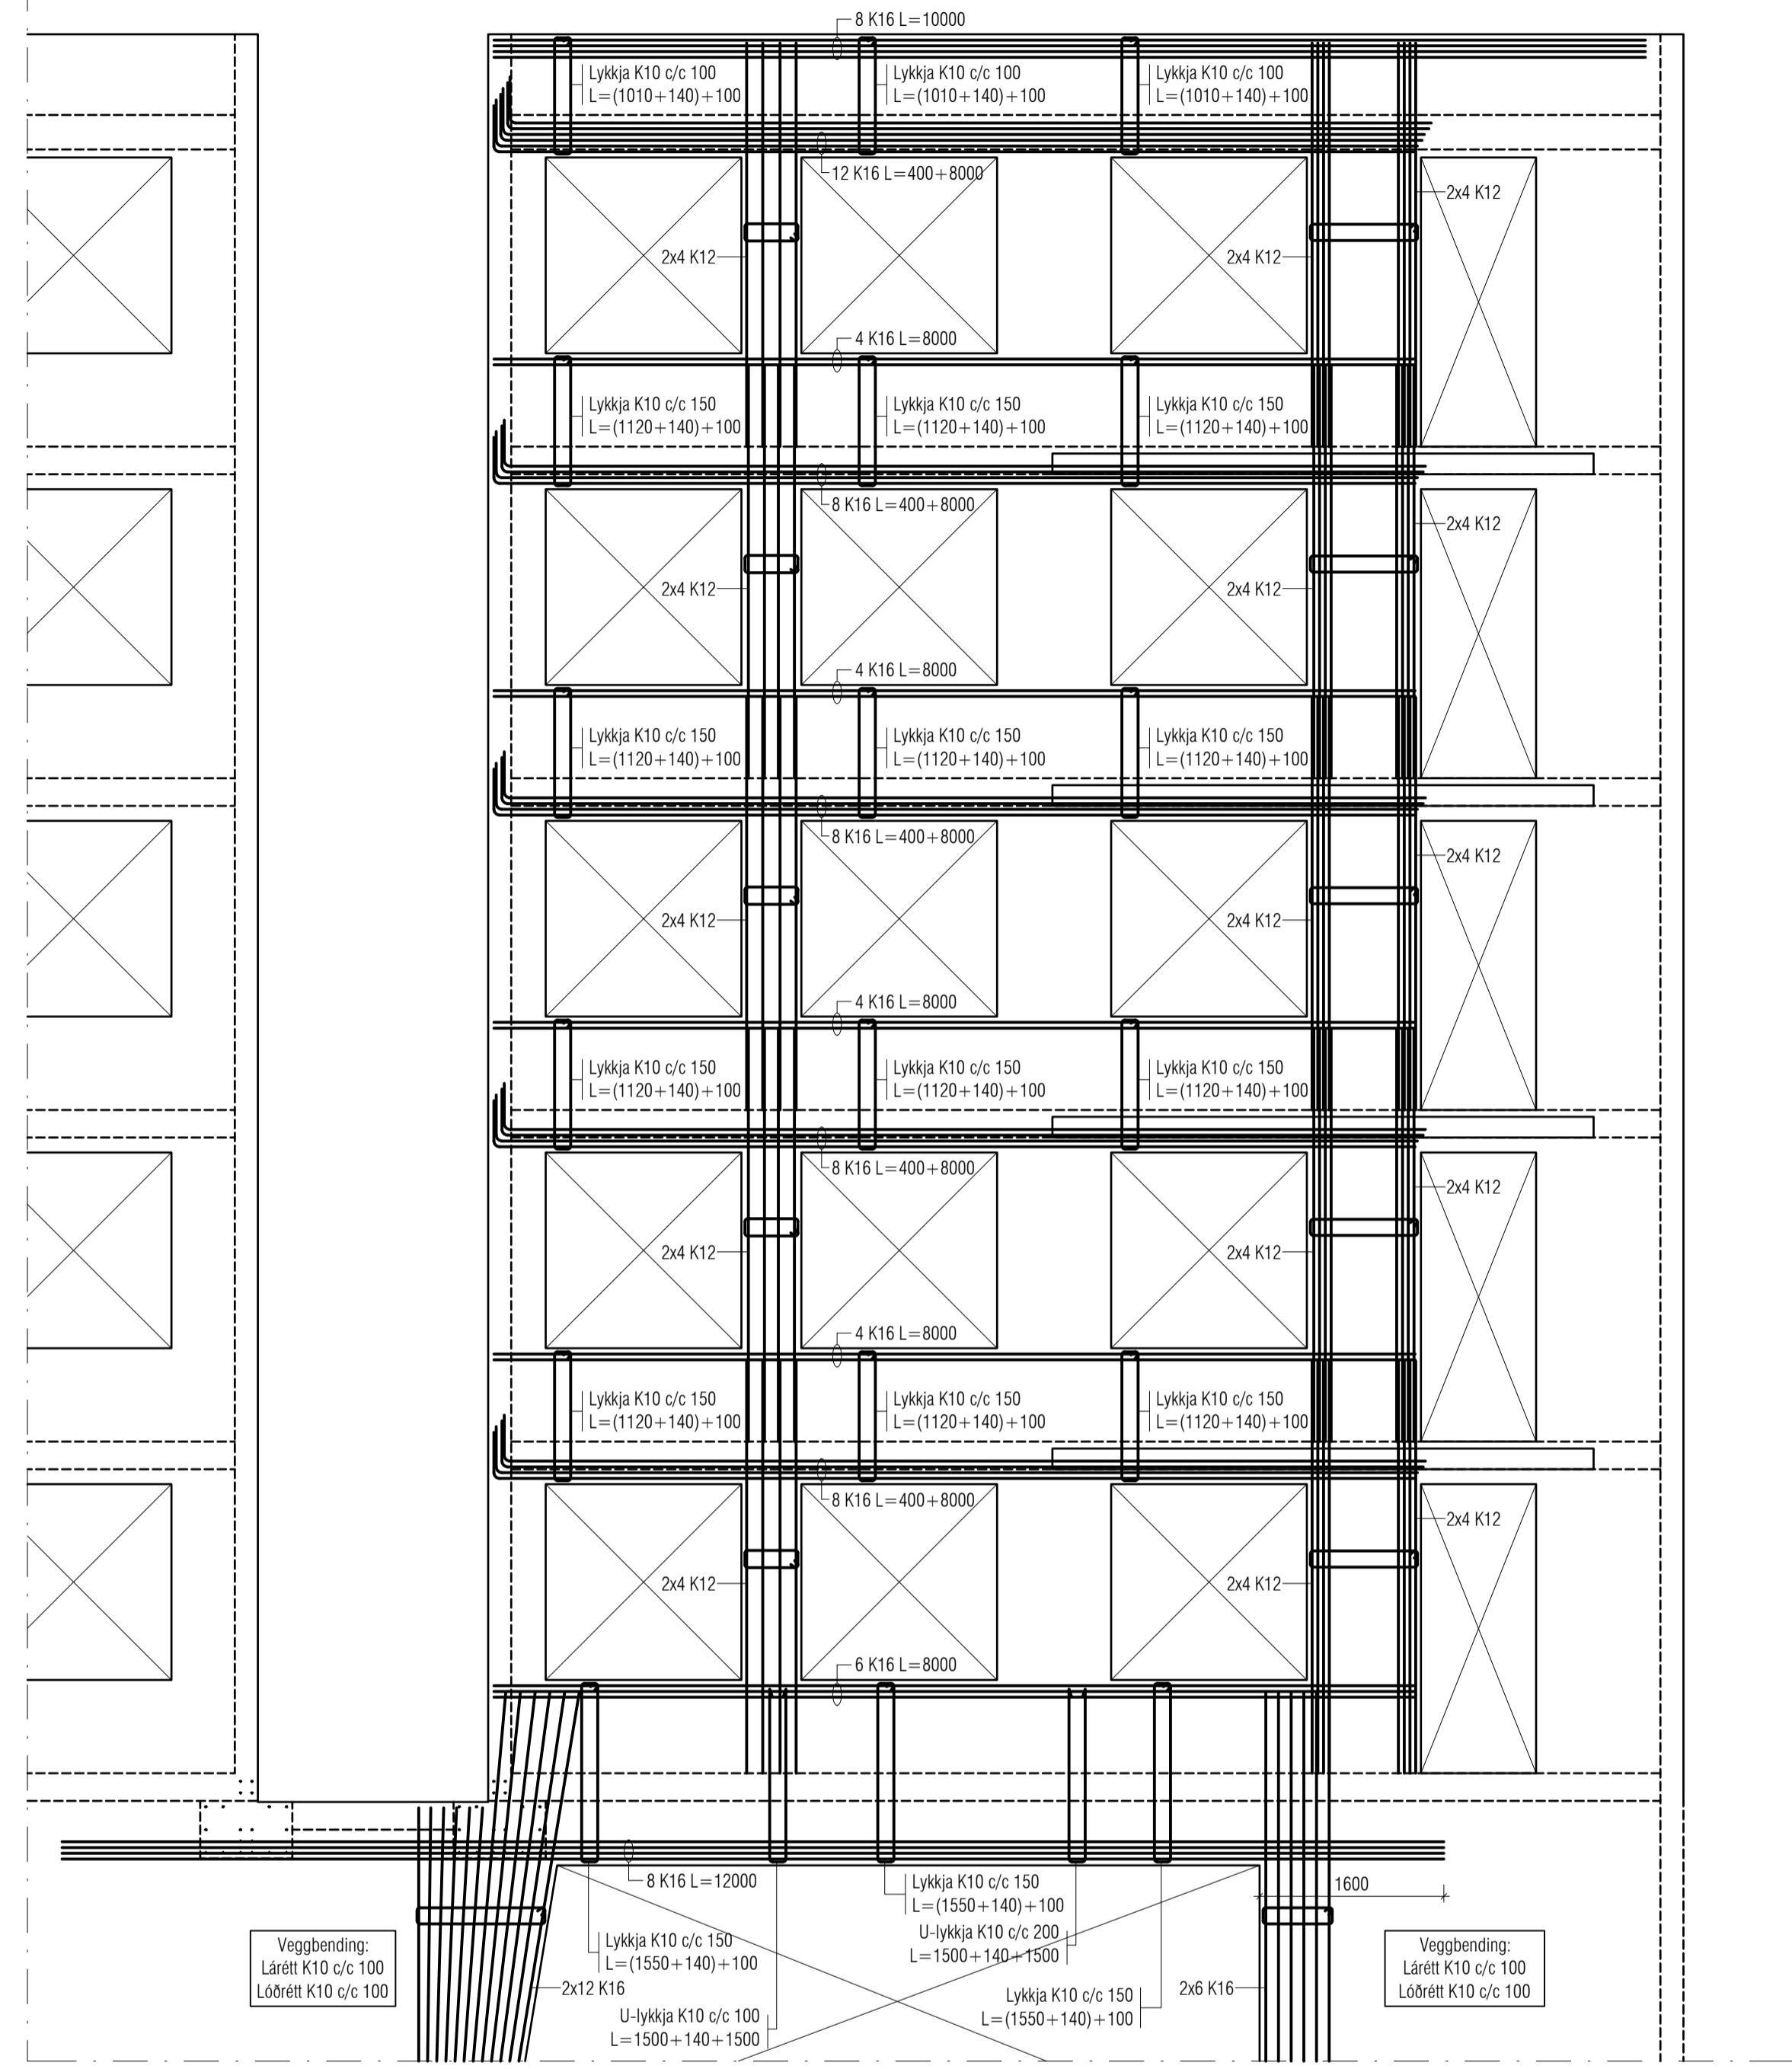 8 K16 L=10000
Lykkja K10 c/c 100
L=(1010+140)+100
Lykkja K10 c/c 100
L=(1010+140)+100
Lykkja K10 c/c 100
L=(1010+140)+100
12 K16 L=400+8000
2x4 K12
2x4 K12
2x4 K12
4 K16 L=8000
Lykkja K10 c/c 150
L=(1120+140)+100
Lykkja K10 c/c 150
L=(1120+140)+100
Lykkja K10 c/c 150
L=(1120+140)+100
8 K16 L=400+8000
2x4 K12
2x4 K12
2x4 K12
4 K16 L=8000
Lykkja K10 c/c 150
L=(1120+140)+100
Lykkja K10 c/c 150
L=(1120+140)+100
Lykkja K10 c/c 150
L=(1120+140)+100
8 K16 L=400+8000
2x4 K12
2x4 K12
2x4 K12
4 K16 L=8000
Lykkja K10 c/c 150
L=(1120+140)+100
Lykkja K10 c/c 150
L=(1120+140)+100
Lykkja K10 c/c 150
L=(1120+140)+100
8 K16 L=400+8000
2x4 K12
2x4 K12
2x4 K12
4 K16 L=8000
Lykkja K10 c/c 150
L=(1120+140)+100
Lykkja K10 c/c 150
L=(1120+140)+100
Lykkja K10 c/c 150
L=(1120+140)+100
8 K16 L=400+8000
2x4 K12
2x4 K12
2x4 K12
6 K16 L=8000
8 K16 L=12000
Lykkja K10 c/c 150
L=(1550+140)+100
1600
U-lykkja K10 c/c 200
L=1500+140+1500
Lykkja K10 c/c 150
L=(1550+140)+100
Veggbending:
Lárétt K10 c/c 100
Lóðrétt K10 c/c 100
Veggbending:
Lárétt K10 c/c 100
Lóðrétt K10 c/c 100
2x12 K16
2x6 K16
Lykkja K10 c/c 150
L=(1550+140)+100
U-lykkja K10 c/c 100
L=1500+140+1500